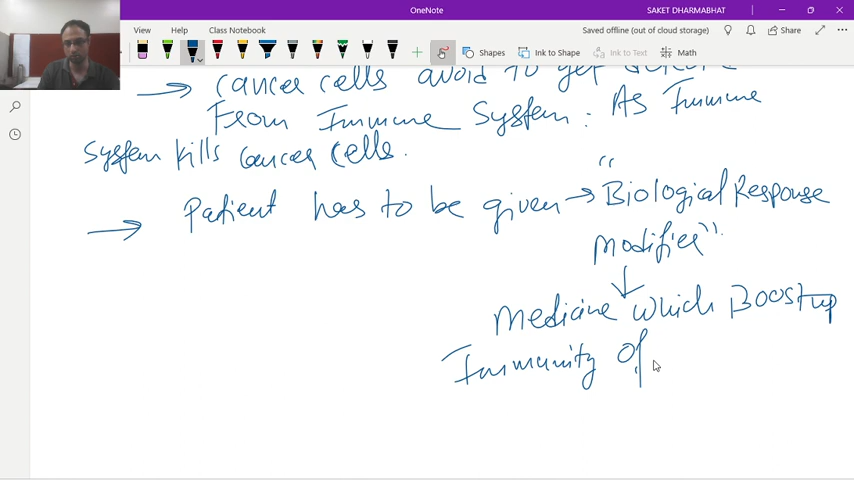 OneNote
SAKET DHARMABHAT
View Help Class Notebook
Saved offline (out of cloud storage)
Share
Shapes
Ink to Shape
Ink to Text
Math
→ cancer cells avoid to get
From Immune System. As Immune
System kills cancer cells.
→ Patient has to be given → "Biological Response
Modifier".
↓
Medicine which Boost up
Immunity of